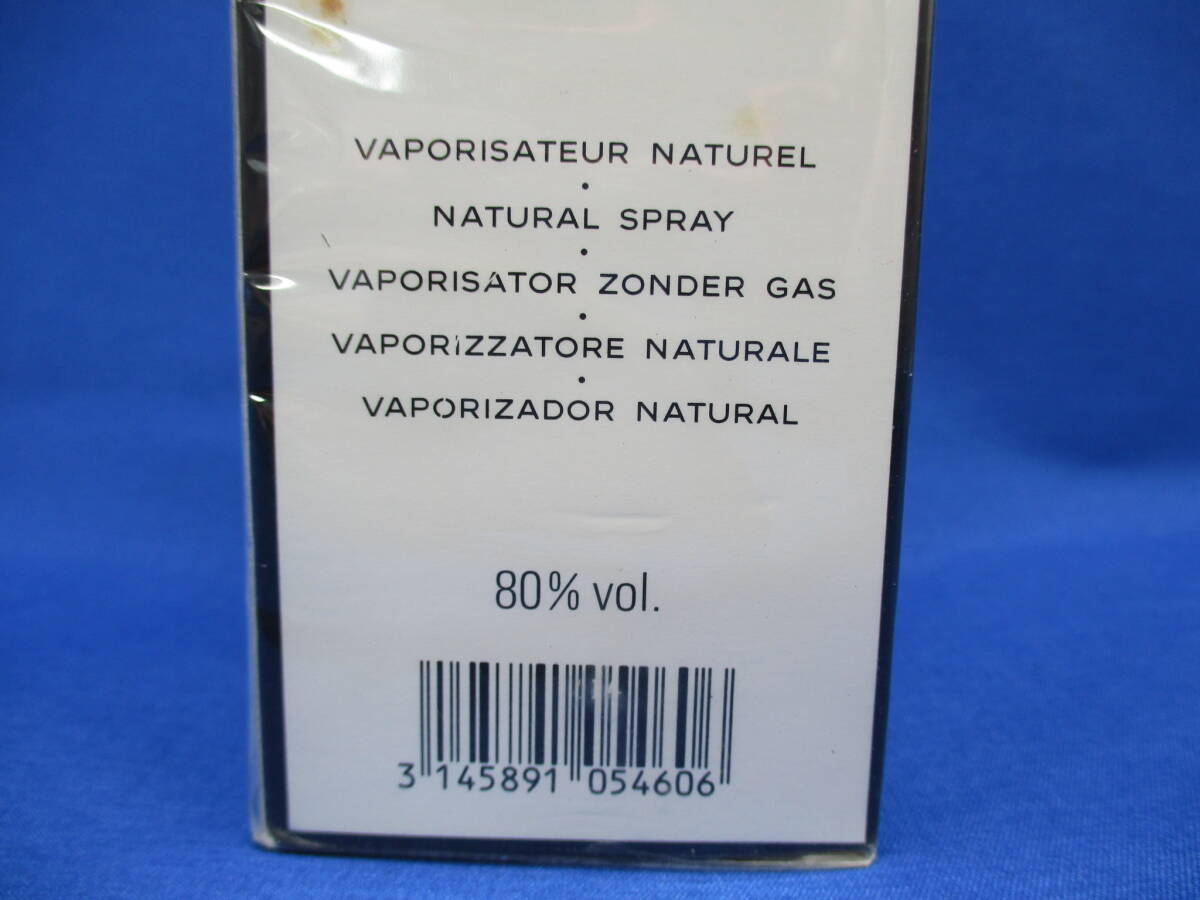 VAPORISATEUR NATUREL
•
NATURAL SPRAY
•
VAPORISATOR ZONDER GAS
•
VAPORIZZATORE NATURALE
•
VAPORIZADOR NATURAL
80% vol.
3 145891 054606